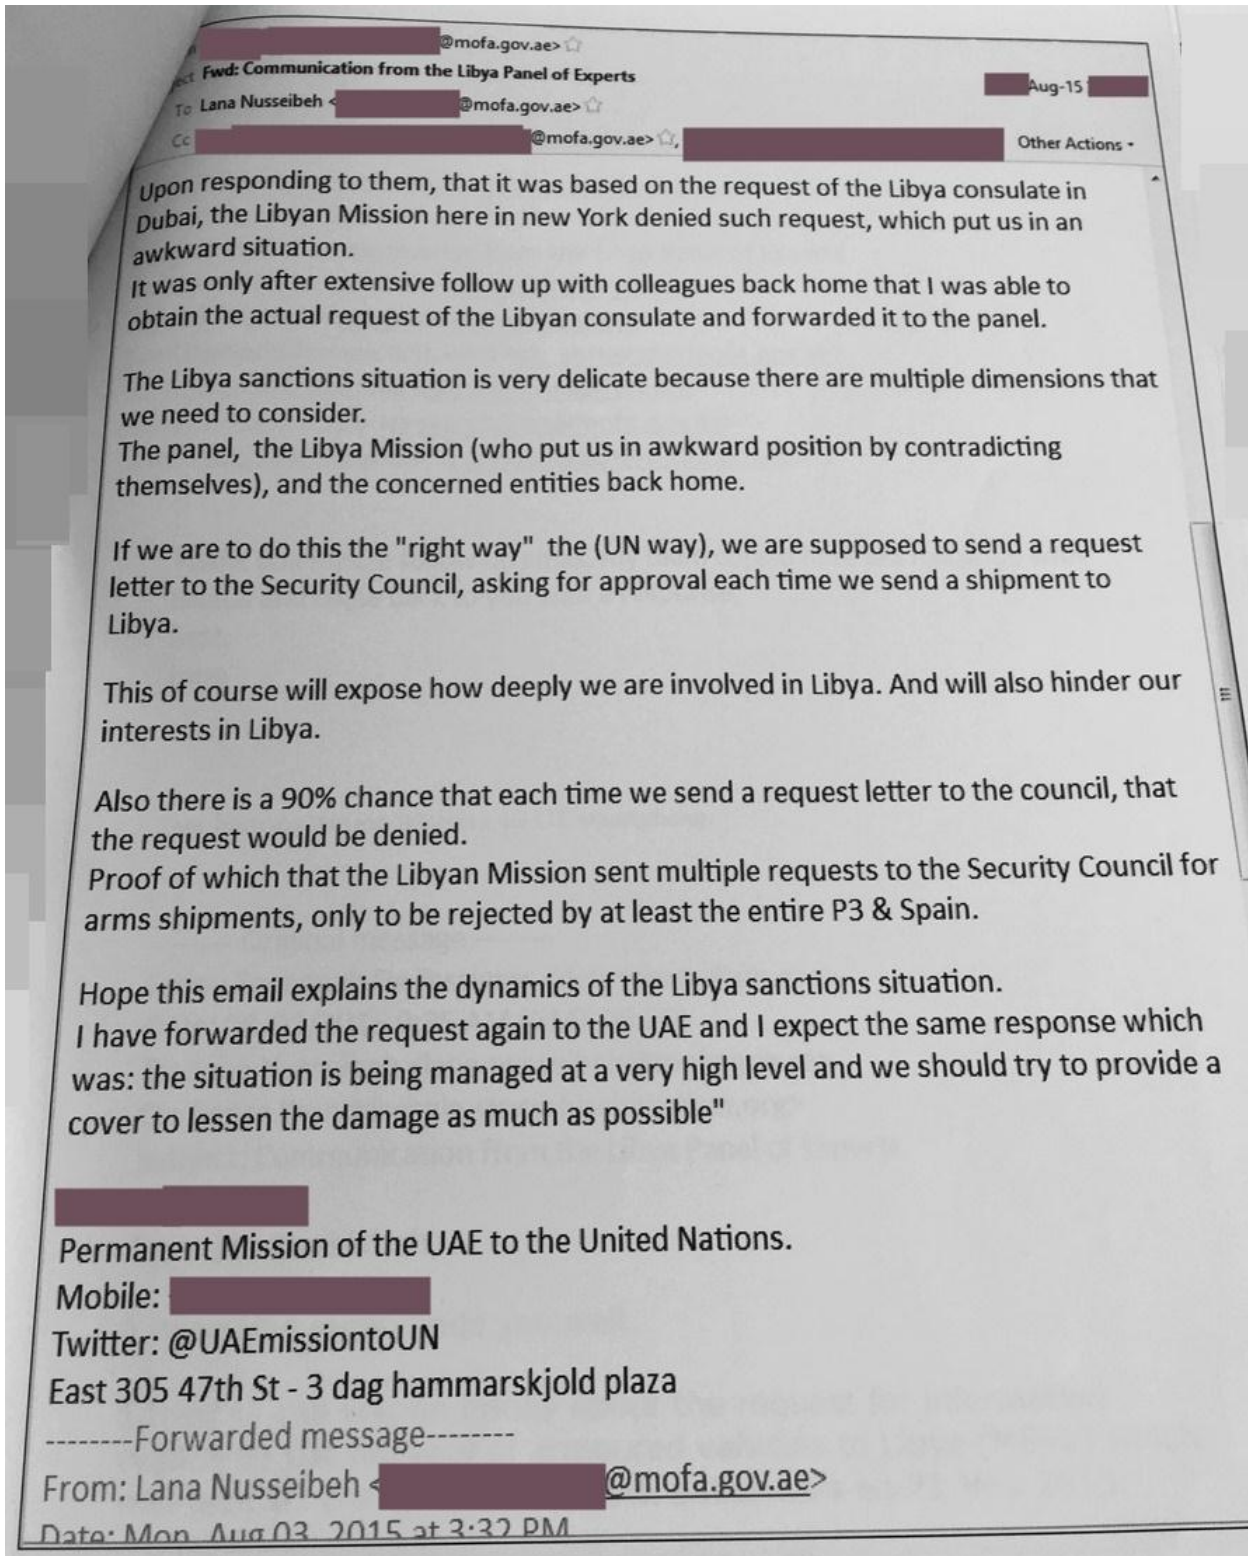 @mofa.gov.ae>
Fwd: Communication from the Libya Panel of Experts
Aug-15
To Lana Nusseibeh < @mofa.gov.ae>
Cc @mofa.gov.ae>, Other Actions
Upon responding to them, that it was based on the request of the Libya consulate in
Dubai, the Libyan Mission here in new York denied such request, which put us in an
awkward situation.
It was only after extensive follow up with colleagues back home that I was able to
obtain the actual request of the Libyan consulate and forwarded it to the panel.
The Libya sanctions situation is very delicate because there are multiple dimensions that
we need to consider.
The panel, the Libya Mission (who put us in awkward position by contradicting
themselves), and the concerned entities back home.
If we are to do this the "right way" the (UN way), we are supposed to send a request
letter to the Security Council, asking for approval each time we send a shipment to
Libya.
This of course will expose how deeply we are involved in Libya. And will also hinder our
interests in Libya.
Also there is a 90% chance that each time we send a request letter to the council, that
the request would be denied.
Proof of which that the Libyan Mission sent multiple requests to the Security Council for
arms shipments, only to be rejected by at least the entire P3 & Spain.
Hope this email explains the dynamics of the Libya sanctions situation.
I have forwarded the request again to the UAE and I expect the same response which
was: the situation is being managed at a very high level and we should try to provide a
cover to lessen the damage as much as possible"
Permanent Mission of the UAE to the United Nations.
Mobile:
Twitter: @UAEmissiontoUN
East 305 47th St - 3 dag hammarskjold plaza
--------Forwarded message--------
From: Lana Nusseibeh < @mofa.gov.ae>
Date: Mon, Aug 03, 2015 at 3:32 PM